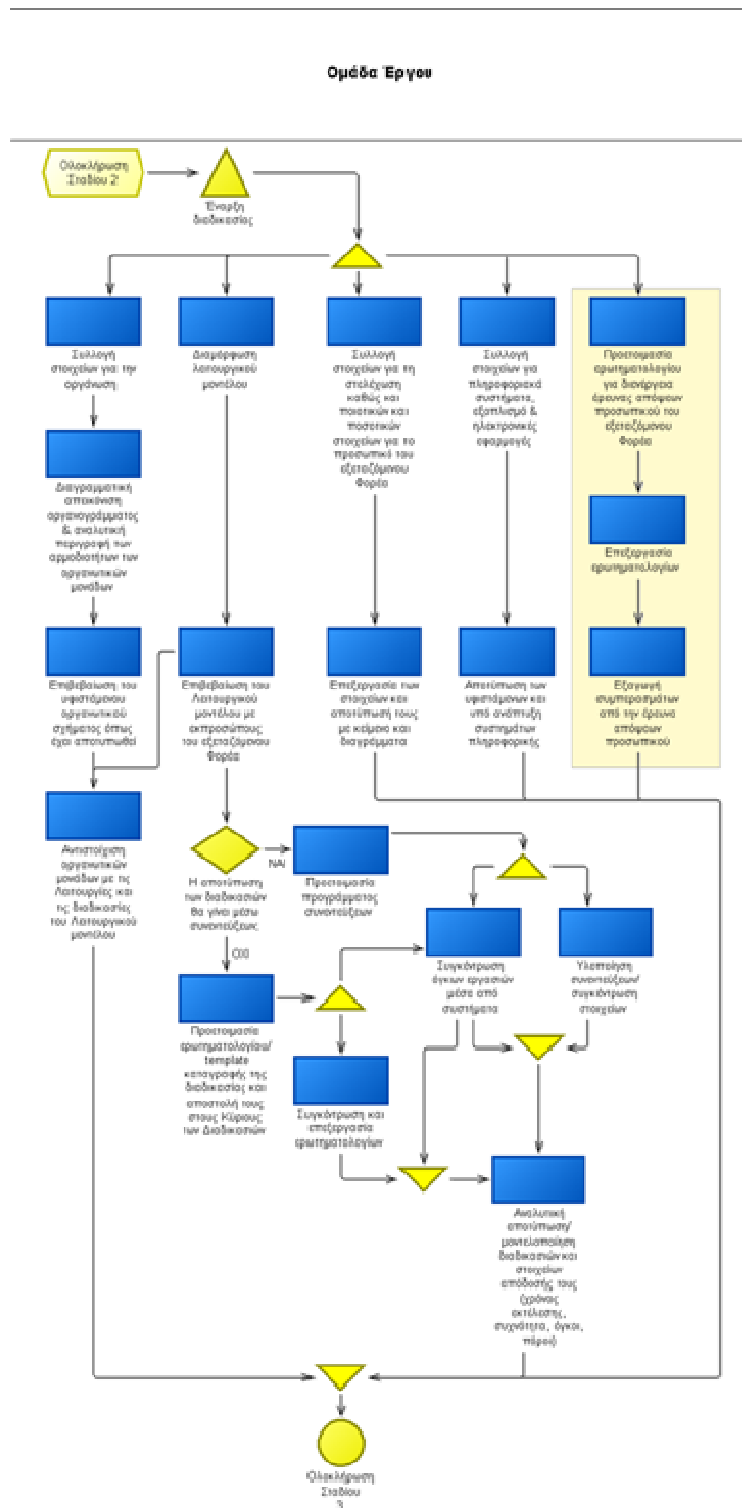 Ομάδα Έργου
Ολοκλήρωση
Σταδίου 2
Έναρξη
διαδικασίας
Συλλογή
στοιχείων για την
οργάνωση
Διαμόρφωση
λειτουργικού
μοντέλου
Συλλογή
στοιχείων για τη
στελέχωση
καθώς και
ποιοτικών και
ποσοτικών
στοιχείων για το
προσωπικό του
εξεταζόμενου
Φορέα
Συλλογή
στοιχείων για
πληροφοριακά
συστήματα,
εξοπλισμό &
ηλεκτρονικές
εφαρμογές
Προετοιμασία
ερωτηματολογίου
για διενέργεια
έρευνας απόψεων
προσωπικού του
εξεταζόμενου
Φορέα
Διαγραμματική
απεικόνιση
οργανογράμματος
& αναλυτική
περιγραφή των
αρμοδιοτήτων των
οργανωτικών
μονάδων
Επεξεργασία
ερωτηματολογίων
Επιβεβαίωση του
υφιστάμενου
οργανωτικού
σχήματος όπως
έχει αποτυπωθεί
Επιβεβαίωση του
Λειτουργικού
μοντέλου με
εκπροσώπους
του εξεταζόμενου
Φορέα
Επεξεργασία των
στοιχείων και
αποτύπωσή τους
με κείμενο και
διαγράμματα
Αποτύπωση των
υφιστάμενων και
υπό ανάπτυξη
συστημάτων
πληροφορικής
Εξαγωγή
συμπερασμάτων
από την έρευνα
απόψεων
προσωπικού
Αντιστοίχιση
οργανωτικών
μονάδων με τις
Λειτουργίες και
τις διαδικασίες
του Λειτουργικού
μοντέλου
Η αποτύπωση
των διαδικασιών
θα γίνει μέσω
συνεντεύξεως
ΝΑΙ
Προετοιμασία
προγράμματος
συνεντεύξεων
ΟΧΙ
Συγκέντρωση
όγκων εργασιών
μέσα από
συστήματα
Υλοποίηση
συνεντεύξεων/
συγκέντρωση
στοιχείων
Προετοιμασία
ερωτηματολογίου/
template
καταγραφής της
διαδικασίας και
αποστολή τους
στους Κύριους
των Διαδικασιών
Συγκέντρωση και
επεξεργασία
ερωτηματολογίων
Αναλυτική
αποτύπωση/
μοντελοποίηση
διαδικασιών και
στοιχείων
απόδοσής τους
(χρόνος
εκτέλεσης,
συχνότητα, όγκοι,
πόροι)
Ολοκλήρωση
Σταδίου
3